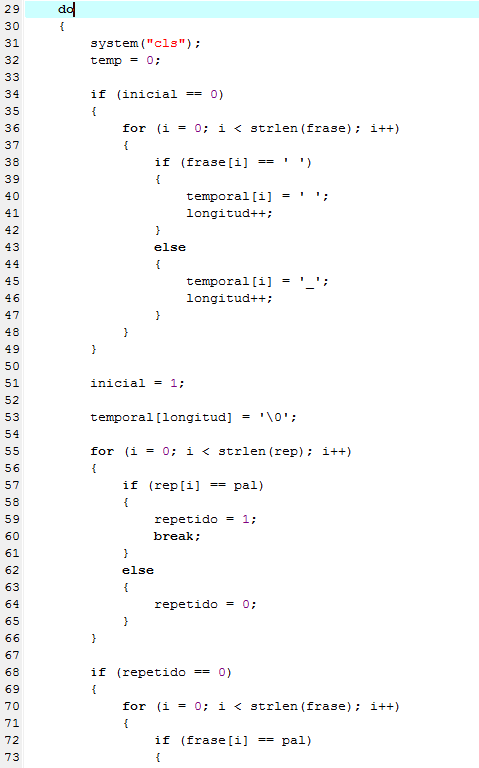 29 do
30 {
31 system("cls");
32 temp = 0;
33
34 if (inicial == 0)
35 {
36 for (i = 0; i < strlen(frase); i++)
37 {
38 if (frase[i] == ' ')
39 {
40 temporal[i] = ' ';
41 longitud++;
42 }
43 else
44 {
45 temporal[i] = '_';
46 longitud++;
47 }
48 }
49 }
50
51 inicial = 1;
52
53 temporal[longitud] = '\0';
54
55 for (i = 0; i < strlen(rep); i++)
56 {
57 if (rep[i] == pal)
58 {
59 repetido = 1;
60 break;
61 }
62 else
63 {
64 repetido = 0;
65 }
66 }
67
68 if (repetido == 0)
69 {
70 for (i = 0; i < strlen(frase); i++)
71 {
72 if (frase[i] == pal)
73 {